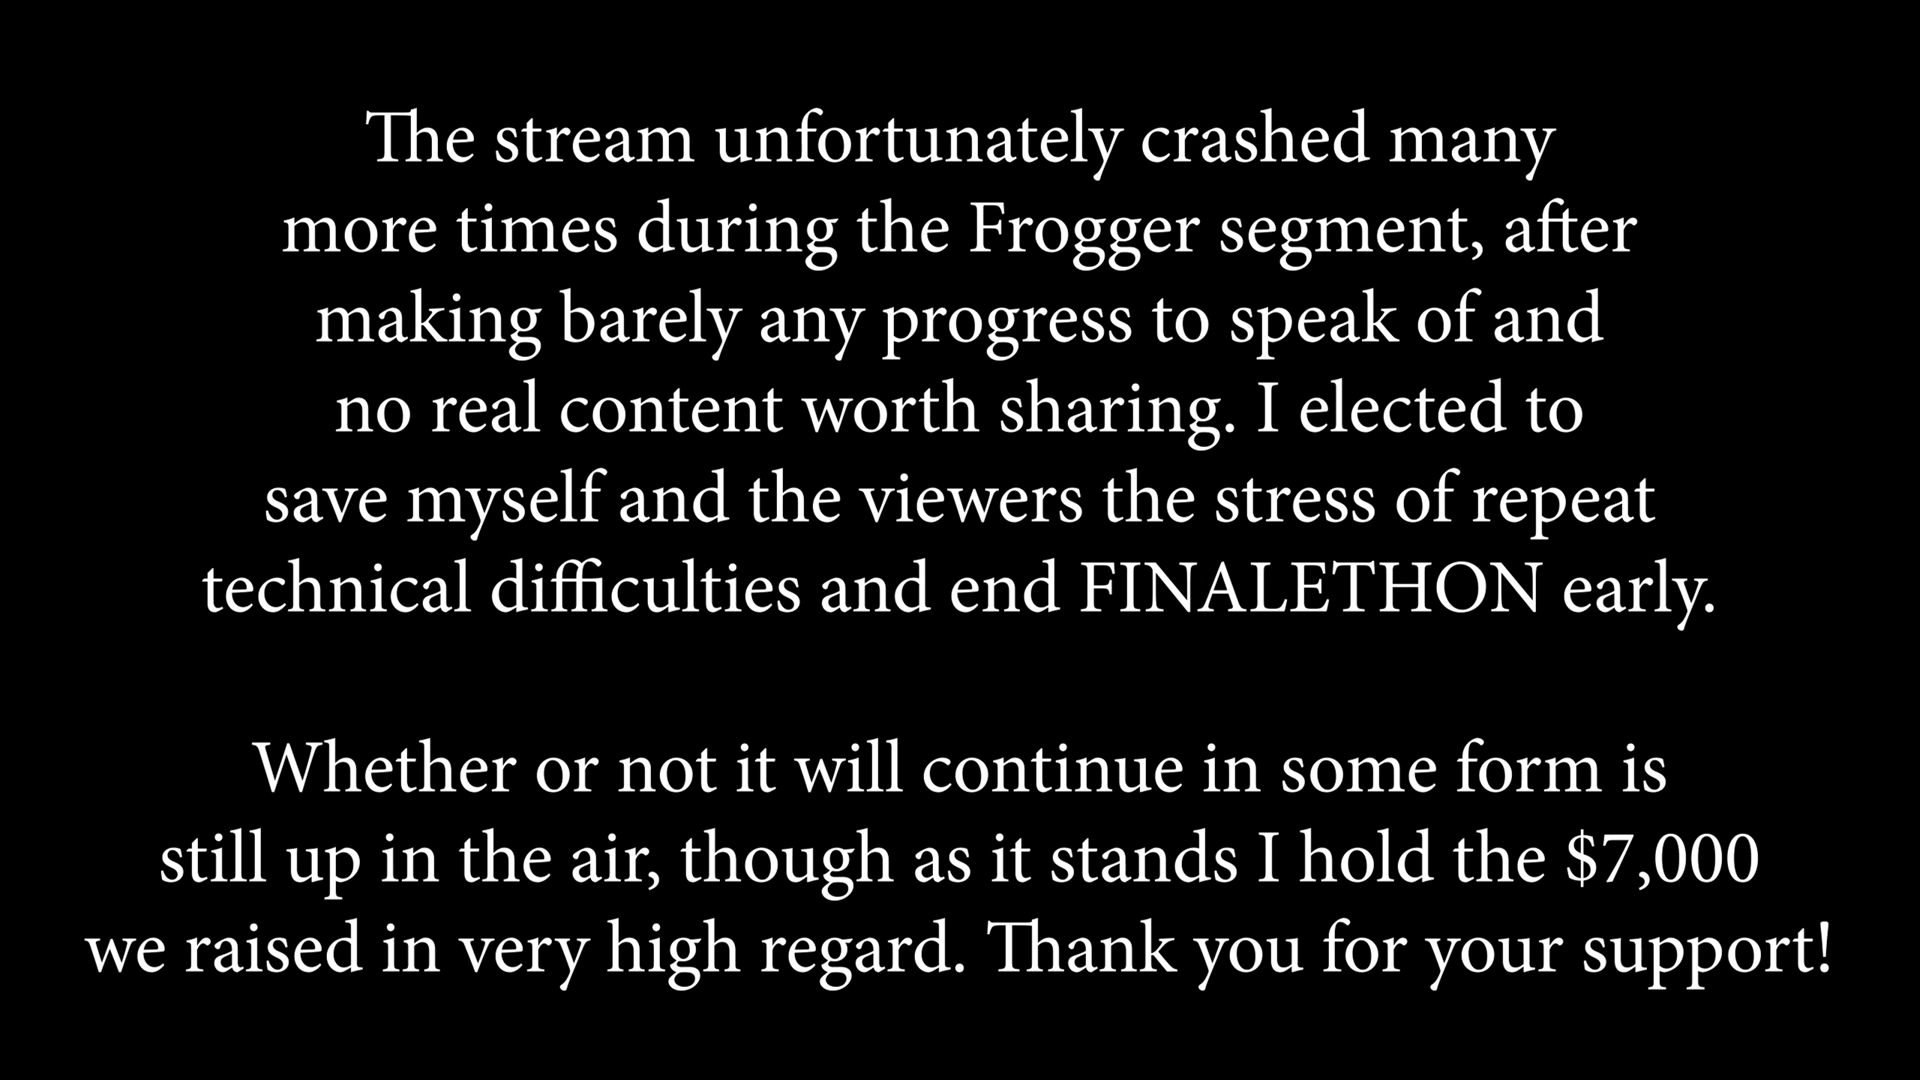 The stream unfortunately crashed many
more times during the Frogger segment, after
making barely any progress to speak of and
no real content worth sharing. I elected to
save myself and the viewers the stress of repeat
technical difficulties and end FINALETHON early.
Whether or not it will continue in some form is
still up in the air, though as it stands I hold the $7,000
we raised in very high regard. Thank you for your support!